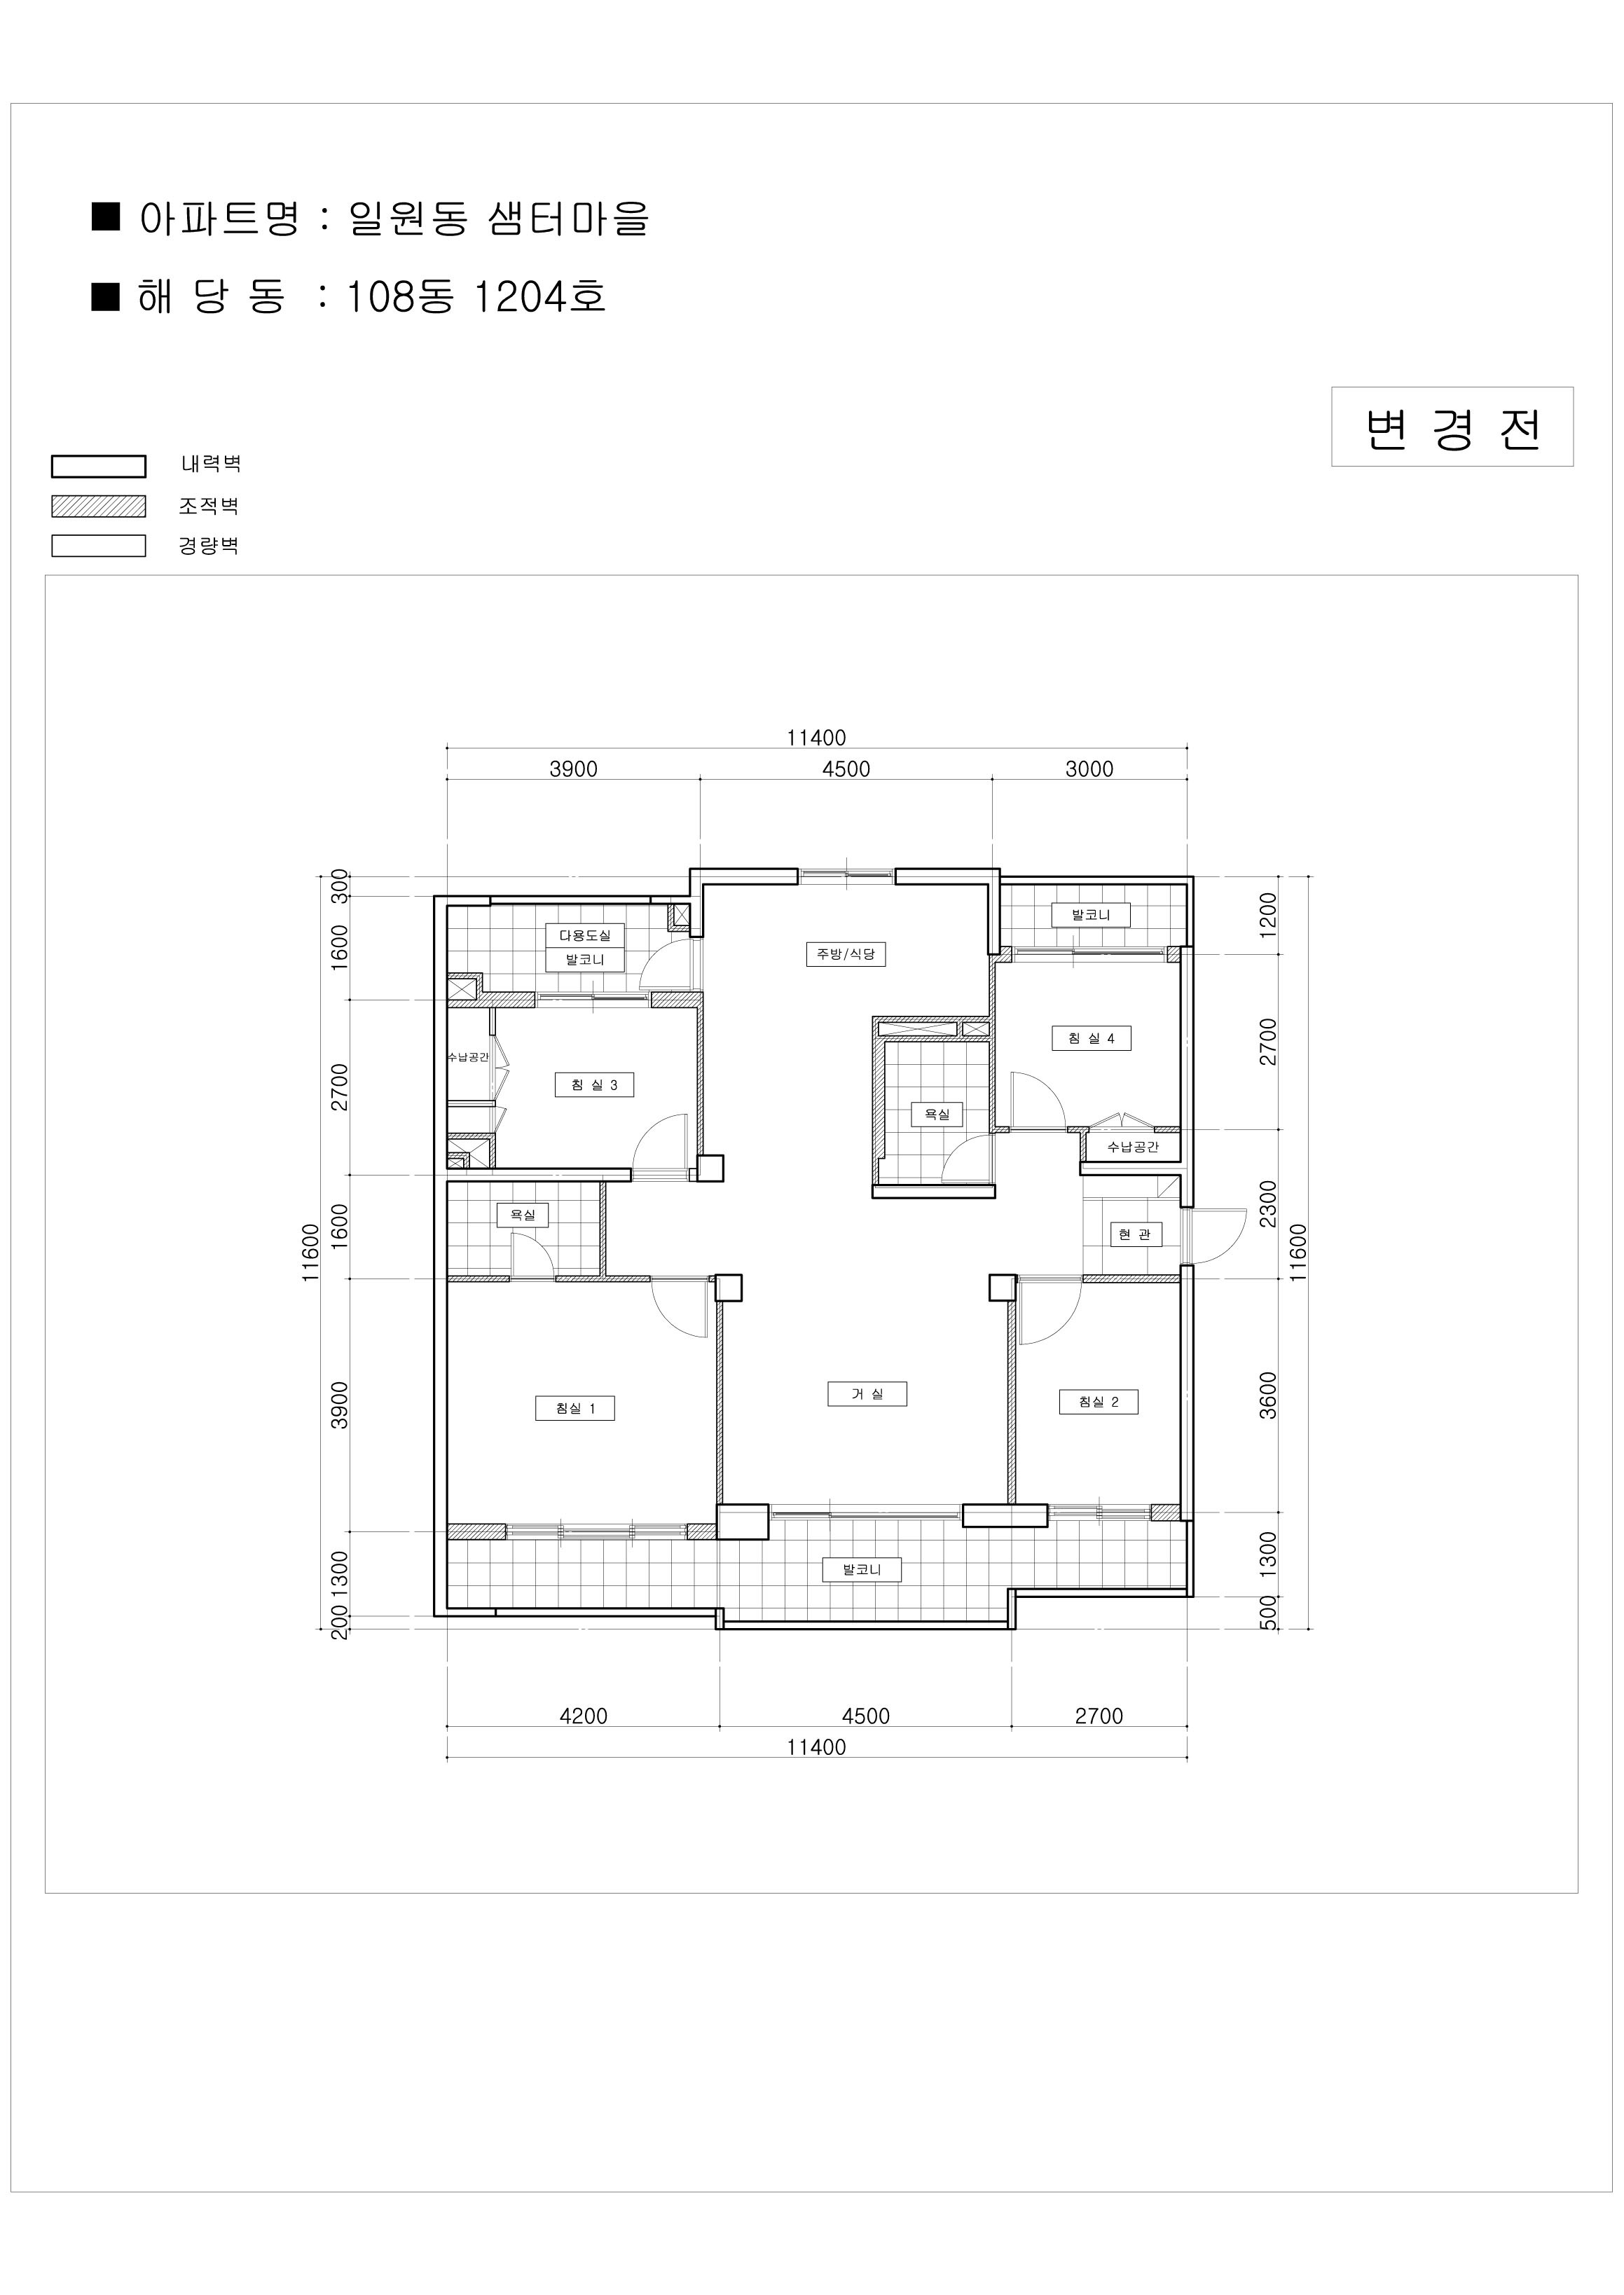 ■ 아파트명 : 일원동 샘터마을
■ 해 당 동 : 108동 1204호
변 경 전
내력벽
조적벽
경량벽
11400
3900 4500 3000
300
1600
2700
1600
3900
1300
200
11600
1200
2700
2300
3600
1300
500
11600
다용도실
발코니
주방/식당
발코니
침 실 4
수납공간
침 실 3
욕실
수납공간
욕실
현 관
침실 1
거 실
침실 2
발코니
4200 4500 2700
11400